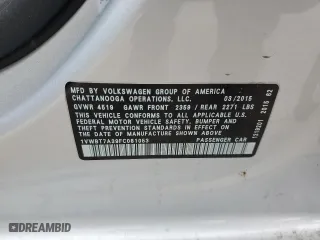 MFD. BY VOLKSWAGEN GROUP OF AMERICA
CHATTANOOGA OPERATIONS, LLC. 03/2015
GVWR 4519 GAWR FRONT 2359 / REAR 2271 LBS
THIS VEHICLE CONFORMS TO ALL APPLICABLE U.S.
FEDERAL MOTOR VEHICLE SAFETY, BUMPER AND
THEFT PREVENTION STANDARDS IN EFFECT ON THE
DATE OF MANUFACTURE SHOWN ABOVE.
PASSENGER CAR
2015 02